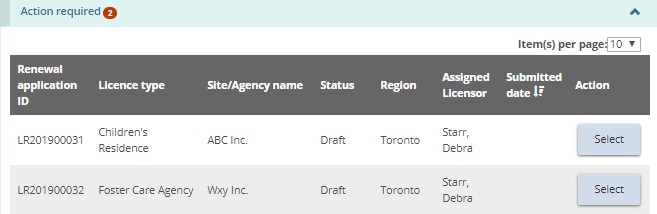 Action required 2
Item(s) per page: 10
Renewal application ID Licence type Site/Agency name Status Region Assigned Licensor Submitted date Action
LR201900031 Children's Residence ABC Inc. Draft Toronto Starr, Debra Select
LR201900032 Foster Care Agency Wxy Inc. Draft Toronto Starr, Debra Select